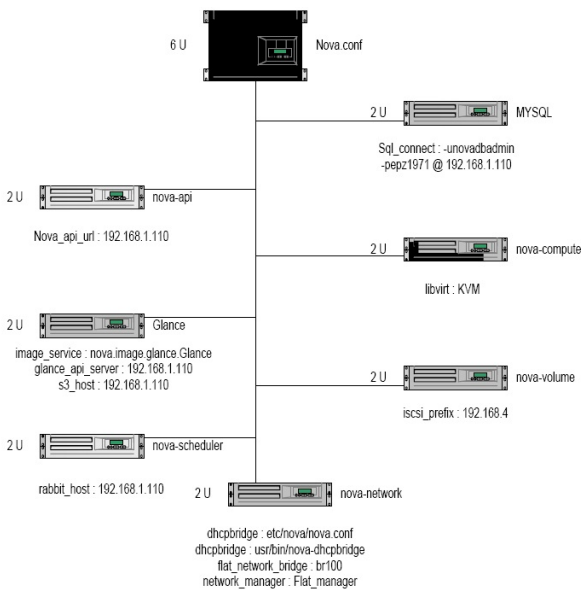 6 U
Nova.conf
2 U
MYSQL
Sql_connect : -unovadbadmin
-pepz1971 @ 192.168.1.110
2 U
nova-api
Nova_api_url : 192.168.1.110
2 U
nova-compute
libvirt : KVM
2 U
Glance
image_service : nova.image.glance.Glance
glance_api_server : 192.168.1.110
s3_host : 192.168.1.110
2 U
nova-volume
iscsi_prefix : 192.168.4
2 U
nova-scheduler
rabbit_host : 192.168.1.110
2 U
nova-network
dhcpbridge : etc/nova/nova.conf
dhcpbridge : usr/bin/nova-dhcpbridge
flat_network_bridge : br100
network_manager : Flat_manager